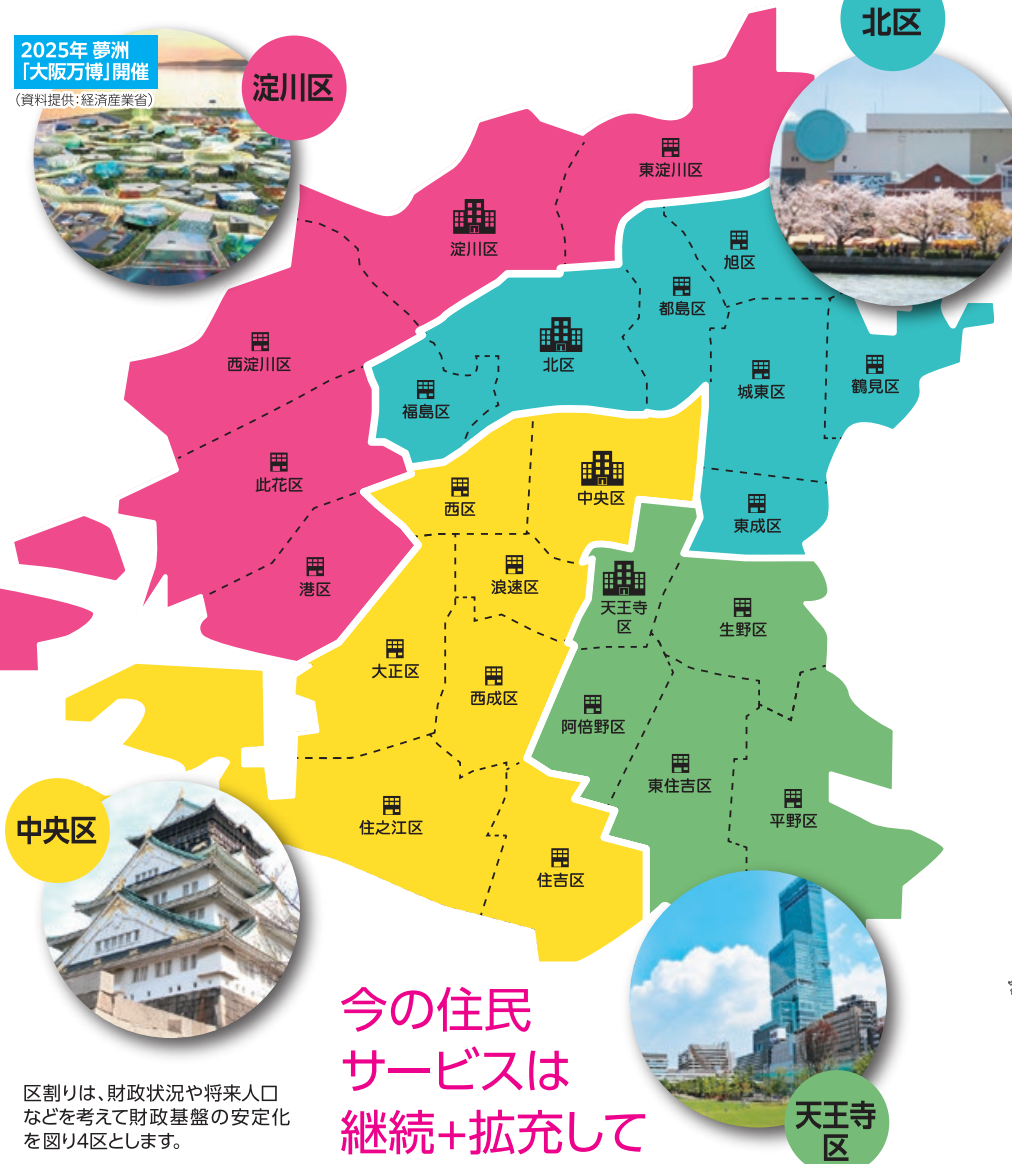 2025年 夢洲
「大阪万博」開催
(資料提供:経済産業省)
淀川区
北区
東淀川区
淀川区
旭区
都島区
西淀川区
北区
城東区
鶴見区
福島区
此花区
西区
中央区
東成区
港区
浪速区
天王寺
区
生野区
大正区
西成区
阿倍野区
東住吉区
住之江区
平野区
住吉区
中央区
天王寺
区
今の住民
サービスは
継続+拡充して
区割りは、財政状況や将来人口
などを考えて財政基盤の安定化
を図り4区とします。